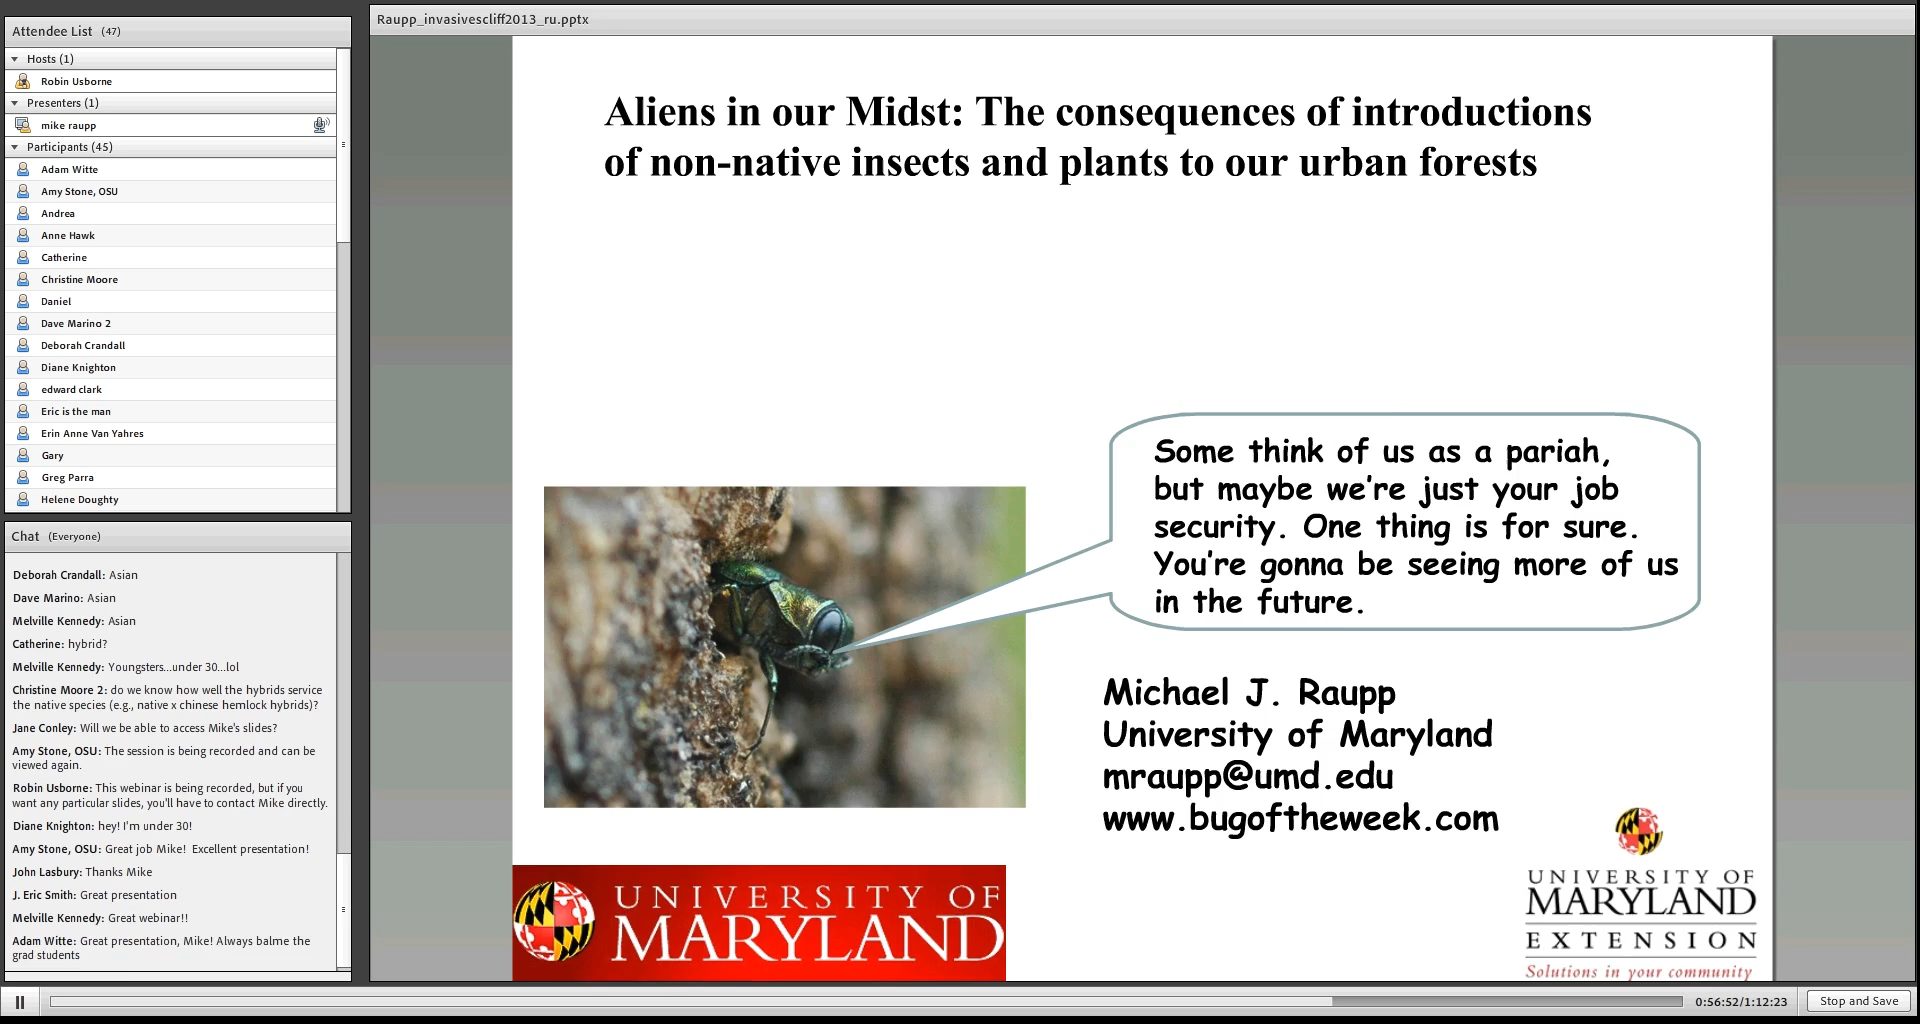 Attendee List (47)
Hosts (1)
Robin Usborne
Presenters (1)
mike raupp
Participants (45)
Adam Witte
Amy Stone, OSU
Andrea
Anne Hawk
Catherine
Christine Moore
Daniel
Dave Marino 2
Deborah Crandall
Diane Knighton
edward clark
Eric is the man
Erin Anne Van Yahres
Gary
Greg Parra
Helene Doughty
Chat (Everyone)
Deborah Crandall: Asian
Dave Marino: Asian
Melville Kennedy: Asian
Catherine: hybrid?
Melville Kennedy: Youngsters...under 30...lol
Christine Moore 2: do we know how well the hybrids service
the native species (e.g., native x chinese hemlock hybrids)?
Jane Conley: Will we be able to access Mike's slides?
Amy Stone, OSU: The session is being recorded and can be
viewed again.
Robin Usborne: This webinar is being recorded, but if you
want any particular slides, you'll have to contact Mike directly.
Diane Knighton: hey! I'm under 30!
Amy Stone, OSU: Great job Mike! Excellent presentation!
John Lasbury: Thanks Mike
J. Eric Smith: Great presentation
Melville Kennedy: Great webinar!!
Adam Witte: Great presentation, Mike! Always balme the
grad students
Raupp_invasivescliff2013_ru.pptx
Aliens in our Midst: The consequences of introductions
of non-native insects and plants to our urban forests
Some think of us as a pariah,
but maybe we're just your job
security. One thing is for sure.
You're gonna be seeing more of us
in the future.
Michael J. Raupp
University of Maryland
mraupp@umd.edu
www.bugoftheweek.com
UNIVERSITY OF
MARYLAND
UNIVERSITY OF
MARYLAND
EXTENSION
Solutions in your community
0:56:52/1:12:23
Stop and Save